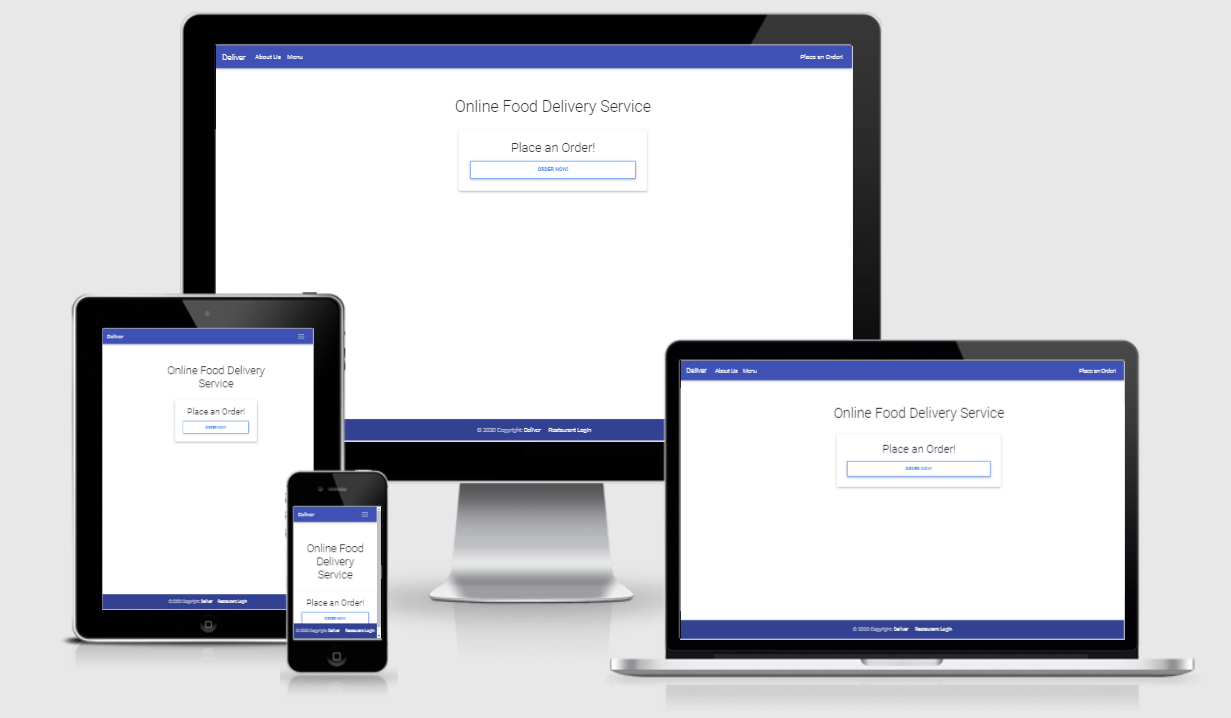 Deliver About Us Menu Place an Order!
Online Food Delivery Service
Place an Order!
ORDER NOW!
© 2020 Copyright: Deliver Restaurant Login
Deliver
Online Food Delivery
Service
Place an Order!
ORDER NOW!
© 2020 Copyright: Deliver Restaurant Login
Deliver
Online Food
Delivery
Service
Place an Order!
ORDER NOW!
© 2020 Copyright: Deliver Restaurant Login
Deliver About Us Menu Place an Order!
Online Food Delivery Service
Place an Order!
ORDER NOW!
© 2020 Copyright: Deliver Restaurant Login